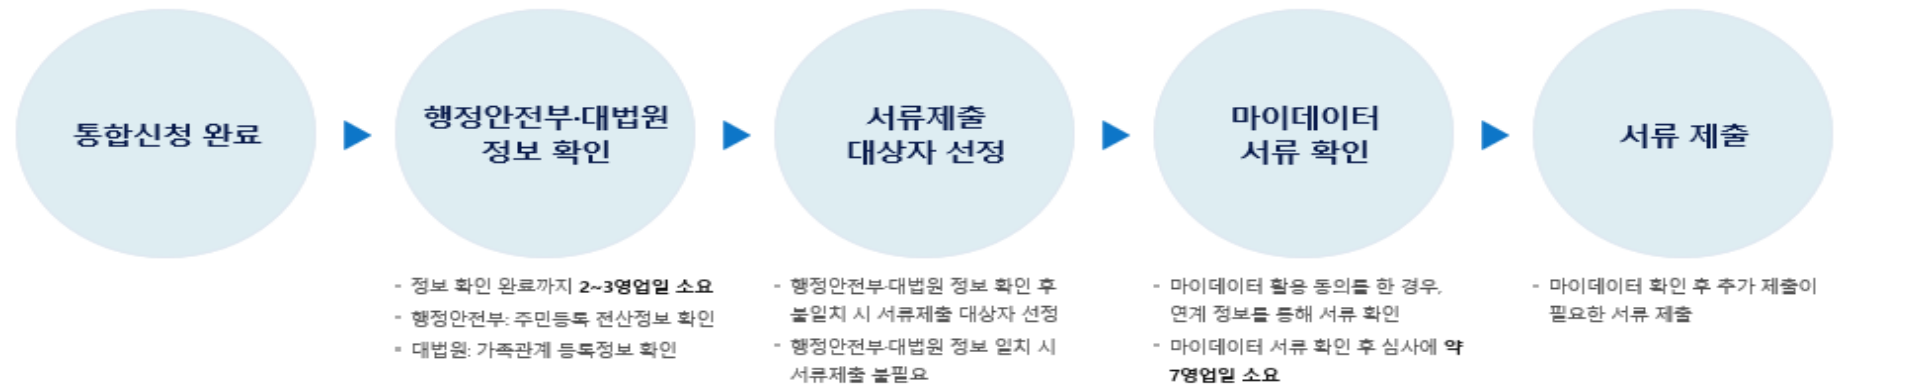 통합신청 완료
행정안전부·대법원
정보 확인
서류제출
대상자 선정
마이데이터
서류 확인
서류 제출
- 정보 확인 완료까지 2~3영업일 소요
- 행정안전부: 주민등록 전산정보 확인
- 대법원: 가족관계 등록정보 확인
- 행정안전부·대법원 정보 확인 후
불일치 시 서류제출 대상자 선정
- 행정안전부·대법원 정보 일치 시
서류제출 불필요
- 마이데이터 활용 동의를 한 경우,
연계 정보를 통해 서류 확인
- 마이데이터 서류 확인 후 심사에 약
7영업일 소요
- 마이데이터 확인 후 추가 제출이
필요한 서류 제출